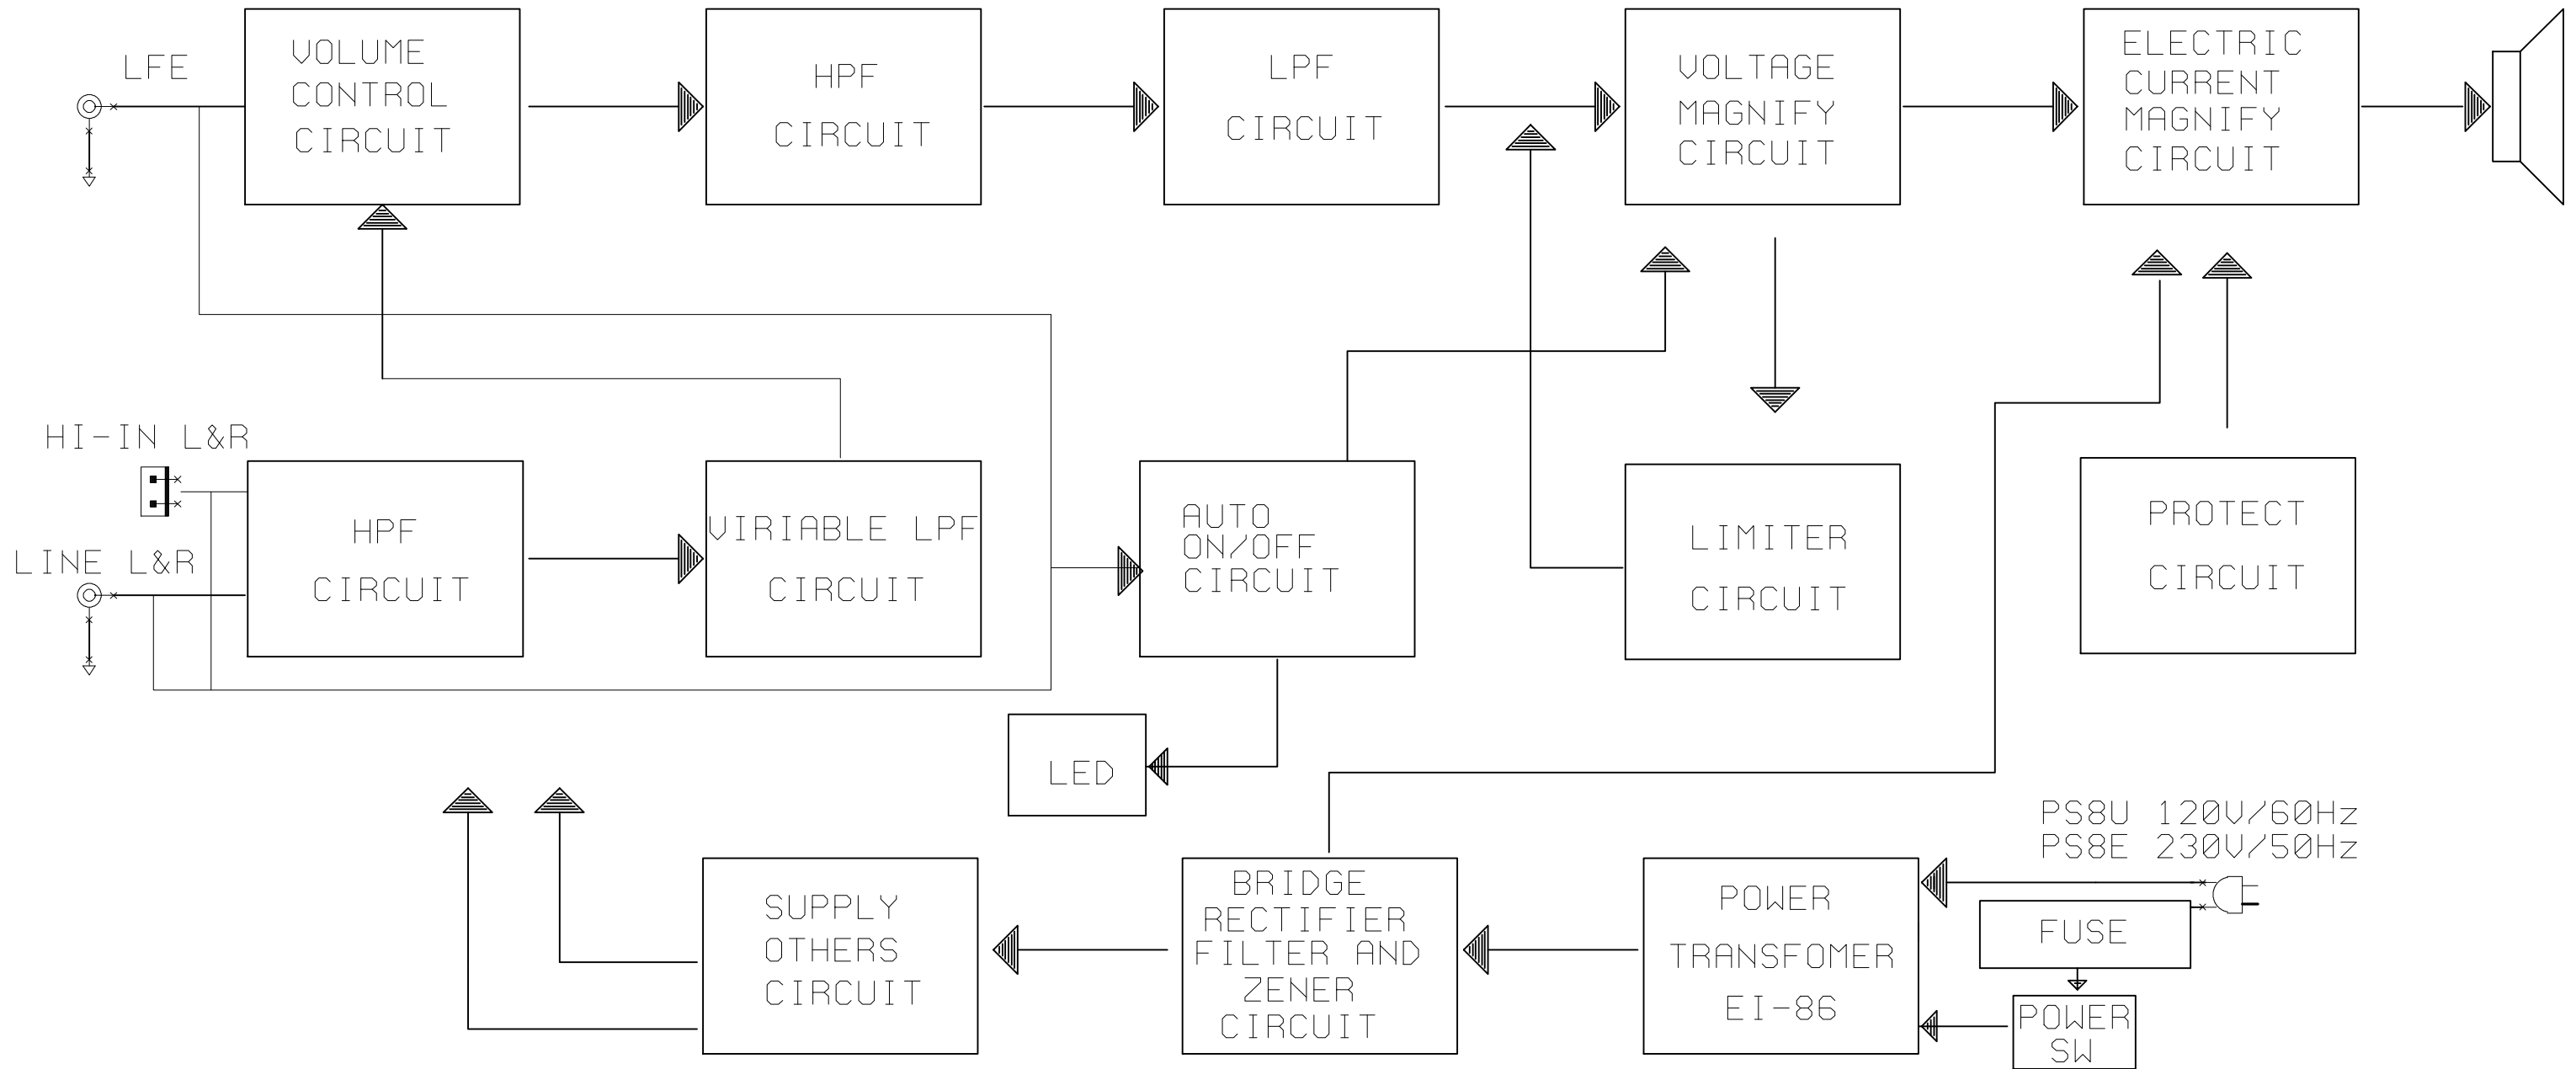 LFE
VOLUME
CONTROL
CIRCUIT
HPF
CIRCUIT
LPF
CIRCUIT
VOLTAGE
MAGNIFY
CIRCUIT
ELECTRIC
CURRENT
MAGNIFY
CIRCUIT
HI-IN L&R
LINE L&R
HPF
CIRCUIT
VIRIABLE LPF
CIRCUIT
AUTO
ON/OFF
CIRCUIT
LIMITER
CIRCUIT
PROTECT
CIRCUIT
LED
SUPPLY
OTHERS
CIRCUIT
BRIDGE
RECTIFIER
FILTER AND
ZENER
CIRCUIT
POWER
TRANSFOMER
EI-86
PS8U 120V/60Hz
PS8E 230V/50Hz
FUSE
POWER
SW